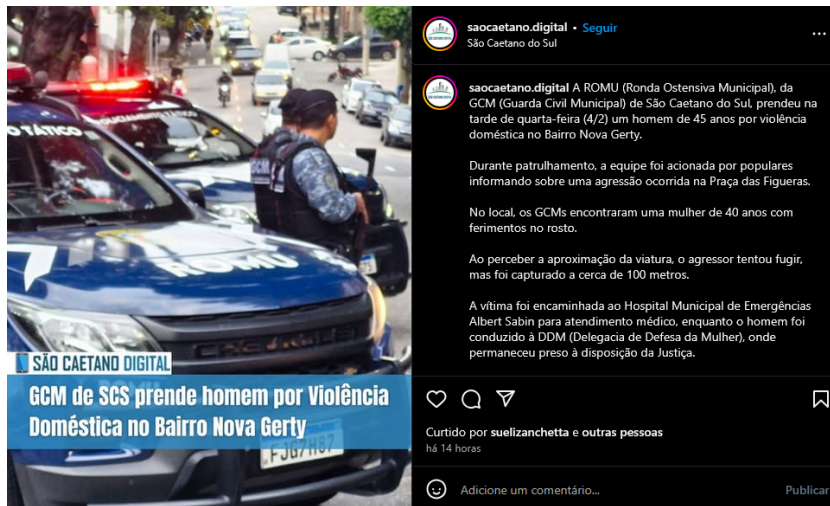 O TÁTICO
POLICIAMENTO TÁTICO
ROMU
ROMU
CHEVROLET
SÃO CAETANO DIGITAL
GCM de SCS prende homem por Violência
Doméstica no Bairro Nova Gerty
FJG7H87
saocaetano.digital • Seguir
São Caetano do Sul
saocaetano.digital A ROMU (Ronda Ostensiva Municipal), da
GCM (Guarda Civil Municipal) de São Caetano do Sul, prendeu na
tarde de quarta-feira (4/2) um homem de 45 anos por violência
doméstica no Bairro Nova Gerty.
Durante patrulhamento, a equipe foi acionada por populares
informando sobre uma agressão ocorrida na Praça das Figueras.
No local, os GCMs encontraram uma mulher de 40 anos com
ferimentos no rosto.
Ao perceber a aproximação da viatura, o agressor tentou fugir,
mas foi capturado a cerca de 100 metros.
A vítima foi encaminhada ao Hospital Municipal de Emergências
Albert Sabin para atendimento médico, enquanto o homem foi
conduzido à DDM (Delegacia de Defesa da Mulher), onde
permaneceu preso à disposição da Justiça.
Curtido por suelizanchetta e outras pessoas
há 14 horas
Adicione um comentário...
Publicar